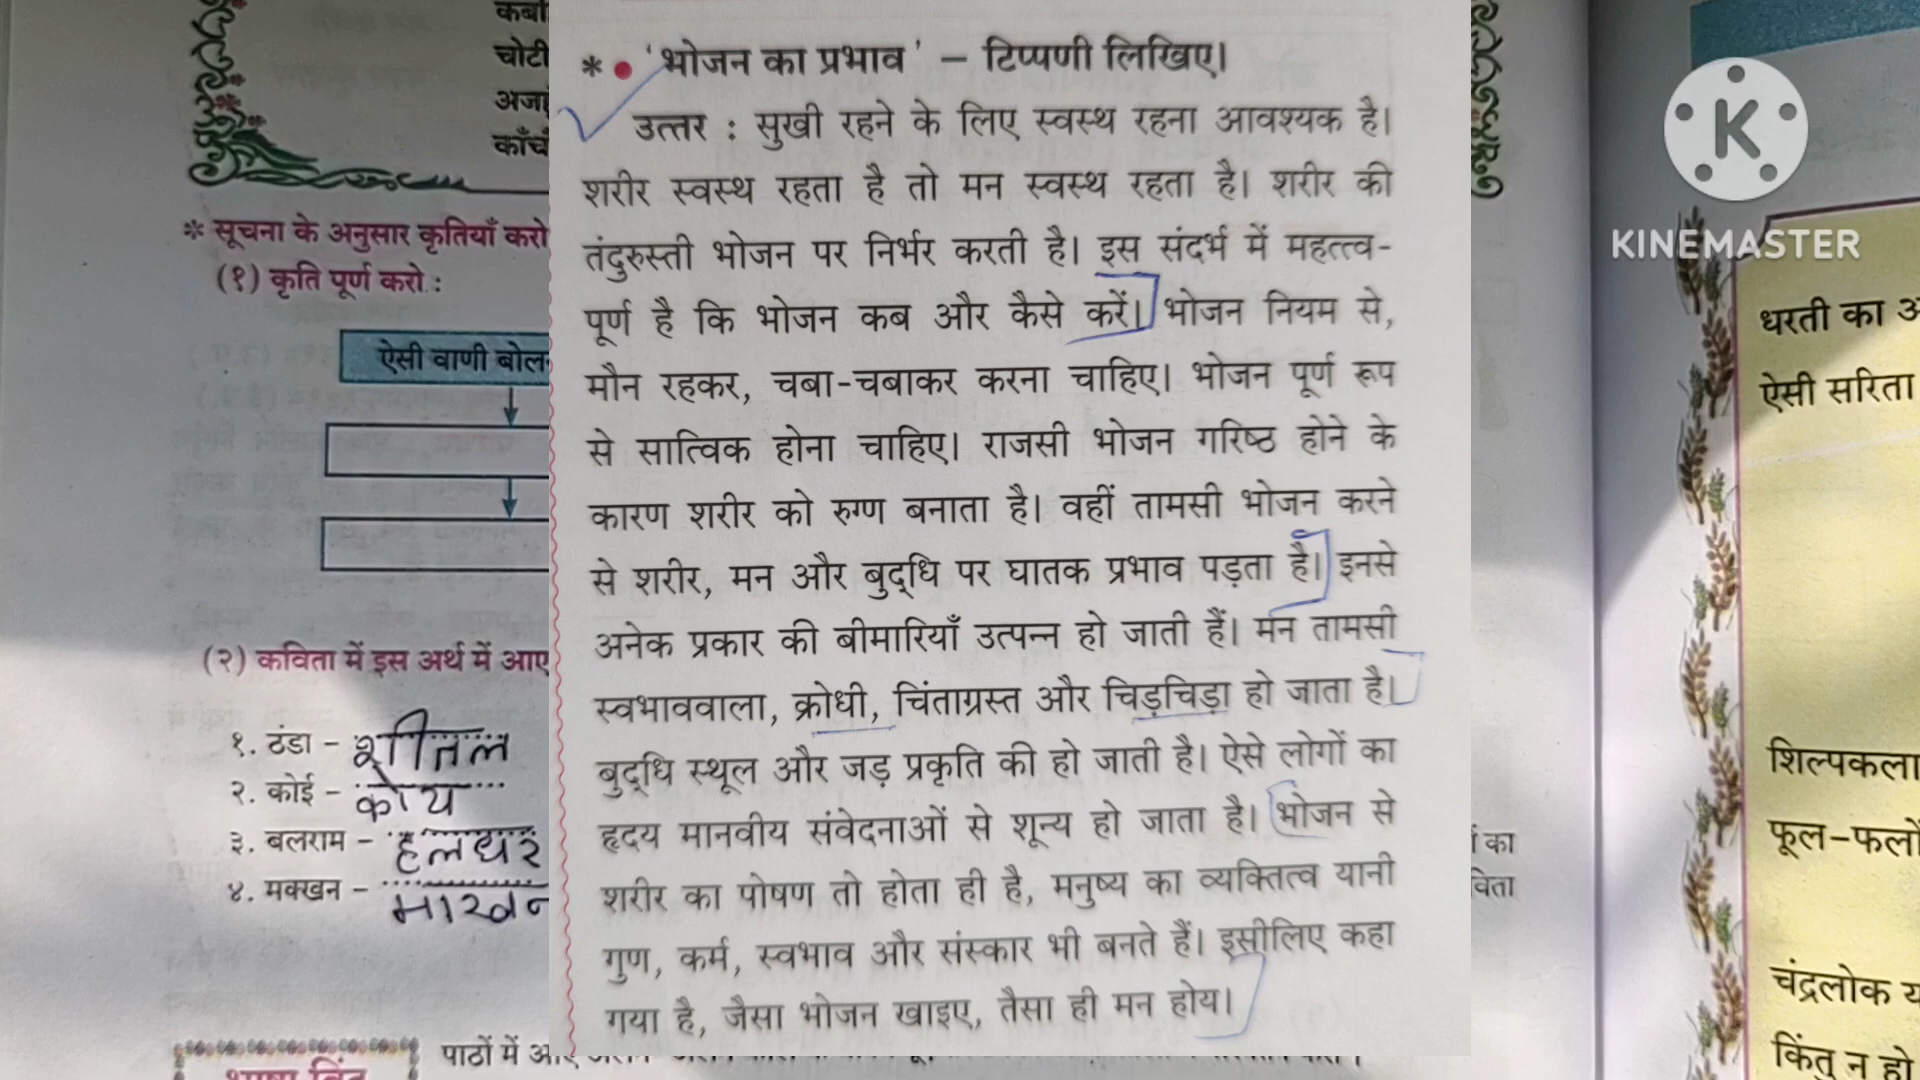 कबी
चोटी
* सूचना के अनुसार कृतियाँ करो
(१) कृति पूर्ण करो :
ऐसी वाणी
(२) कविता में इस अर्थ में
१. ठंडा - शीतल
२. कोई - कोय
३. बलराम - हलधर
४. मक्खन - माखन
पाठों में
* • 'भोजन का प्रभाव' – टिप्पणी लिखिए।
उत्तर : सुखी रहने के लिए स्वस्थ रहना आवश्यक है।
शरीर स्वस्थ रहता है तो मन स्वस्थ रहता है। शरीर की
तंदुरुस्ती भोजन पर निर्भर करती है। इस संदर्भ में महत्त्व-
पूर्ण है कि भोजन कब और कैसे करें। भोजन नियम से,
मौन रहकर, चबा-चबाकर करना चाहिए। भोजन पूर्ण रूप
से सात्विक होना चाहिए। राजसी भोजन गरिष्ठ होने के
कारण शरीर को रुग्ण बनाता है। वहीं तामसी भोजन करने
से शरीर, मन और बुद्धि पर घातक प्रभाव पड़ता है। इनसे
अनेक प्रकार की बीमारियाँ उत्पन्न हो जाती हैं। मन तामसी
स्वभाववाला, क्रोधी, चिंताग्रस्त और चिड़चिड़ा हो जाता है।
बुद्धि स्थूल और जड़ प्रकृति की हो जाती है। ऐसे लोगों का
हृदय मानवीय संवेदनाओं से शून्य हो जाता है। भोजन से
शरीर का पोषण तो होता ही है, मनुष्य का व्यक्तित्व यानी
गुण, कर्म, स्वभाव और संस्कार भी बनते हैं। इसीलिए कहा
गया है, जैसा भोजन खाइए, तैसा ही मन होय।
का
K
KINEMASTER
धरती का
ऐसी सरिता
शिल्पकला
फूल-फलों
चंद्रलोक
किंतु न हो